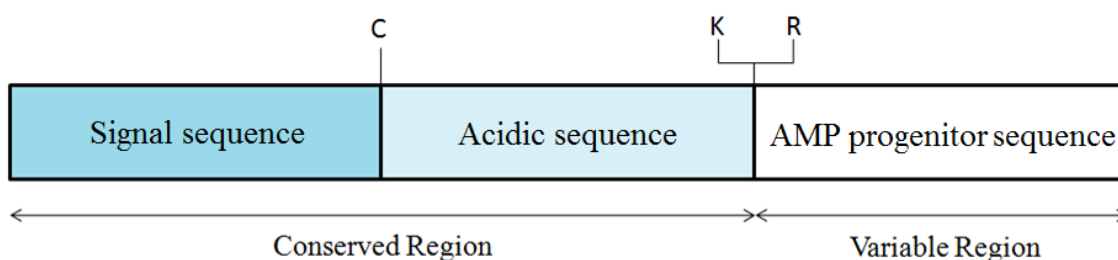 C K R
Signal sequence Acidic sequence AMP progenitor sequence
Conserved Region Variable Region